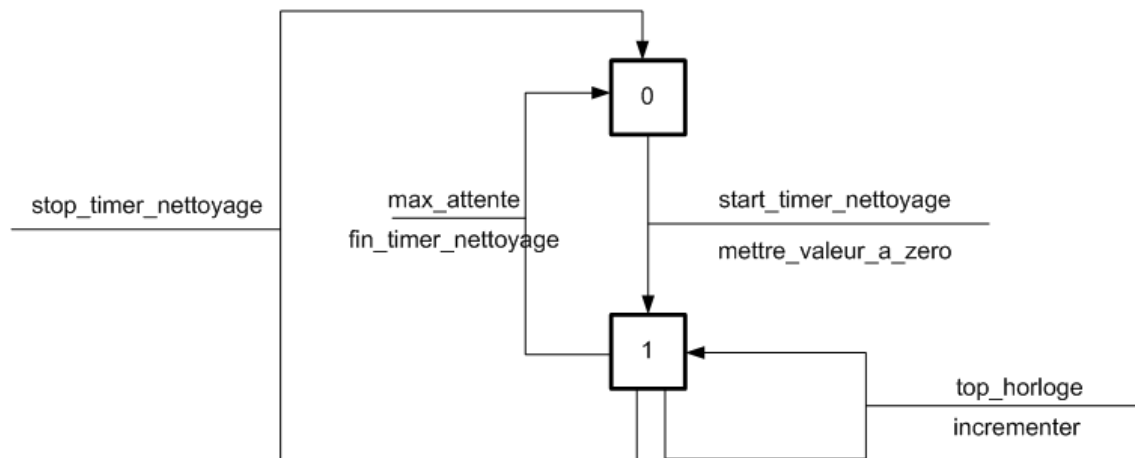 0
stop_timer_nettoyage
max_attente
fin_timer_nettoyage
start_timer_nettoyage
mettre_valeur_a_zero
1
top_horloge
incrementer